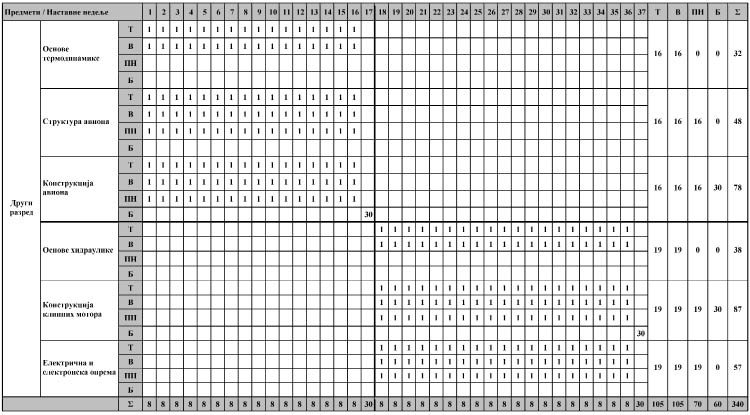 Предмети / Наставне недеље 1 2 3 4 5 6 7 8 9 10 11 12 13 14 15 16 17 18 19 20 21 22 23 24 25 26 27 28 29 30 31 32 33 34 35 36 37 Т В ПН Б Σ
Други разред
Основе термодинамике
Т 1 1 1 1 1 1 1 1 1 1 1 1 1 1 1 1
В 1 1 1 1 1 1 1 1 1 1 1 1 1 1 1 1
ПН
Б
16 16 0 0 32
Структура авиона
Т 1 1 1 1 1 1 1 1 1 1 1 1 1 1 1 1
В 1 1 1 1 1 1 1 1 1 1 1 1 1 1 1 1
ПН 1 1 1 1 1 1 1 1 1 1 1 1 1 1 1 1
Б
16 16 16 0 48
Конструкција авиона
Т 1 1 1 1 1 1 1 1 1 1 1 1 1 1 1 1
В 1 1 1 1 1 1 1 1 1 1 1 1 1 1 1 1
ПН 1 1 1 1 1 1 1 1 1 1 1 1 1 1 1 1
Б 30
16 16 16 30 78
Основе хидраулике
Т 1 1 1 1 1 1 1 1 1 1 1 1 1 1 1 1 1 1 1
В 1 1 1 1 1 1 1 1 1 1 1 1 1 1 1 1 1 1 1
ПН
Б
19 19 0 0 38
Конструкција клипних мотора
Т 1 1 1 1 1 1 1 1 1 1 1 1 1 1 1 1 1 1 1
В 1 1 1 1 1 1 1 1 1 1 1 1 1 1 1 1 1 1 1
ПН 1 1 1 1 1 1 1 1 1 1 1 1 1 1 1 1 1 1 1
Б 30
19 19 19 30 87
Електрична и електронска опрема
Т 1 1 1 1 1 1 1 1 1 1 1 1 1 1 1 1 1 1 1
В 1 1 1 1 1 1 1 1 1 1 1 1 1 1 1 1 1 1 1
ПН 1 1 1 1 1 1 1 1 1 1 1 1 1 1 1 1 1 1 1
Б
19 19 19 0 57
Σ 8 8 8 8 8 8 8 8 8 8 8 8 8 8 8 8 30 8 8 8 8 8 8 8 8 8 8 8 8 8 8 8 8 8 8 8 30 105 105 70 60 340